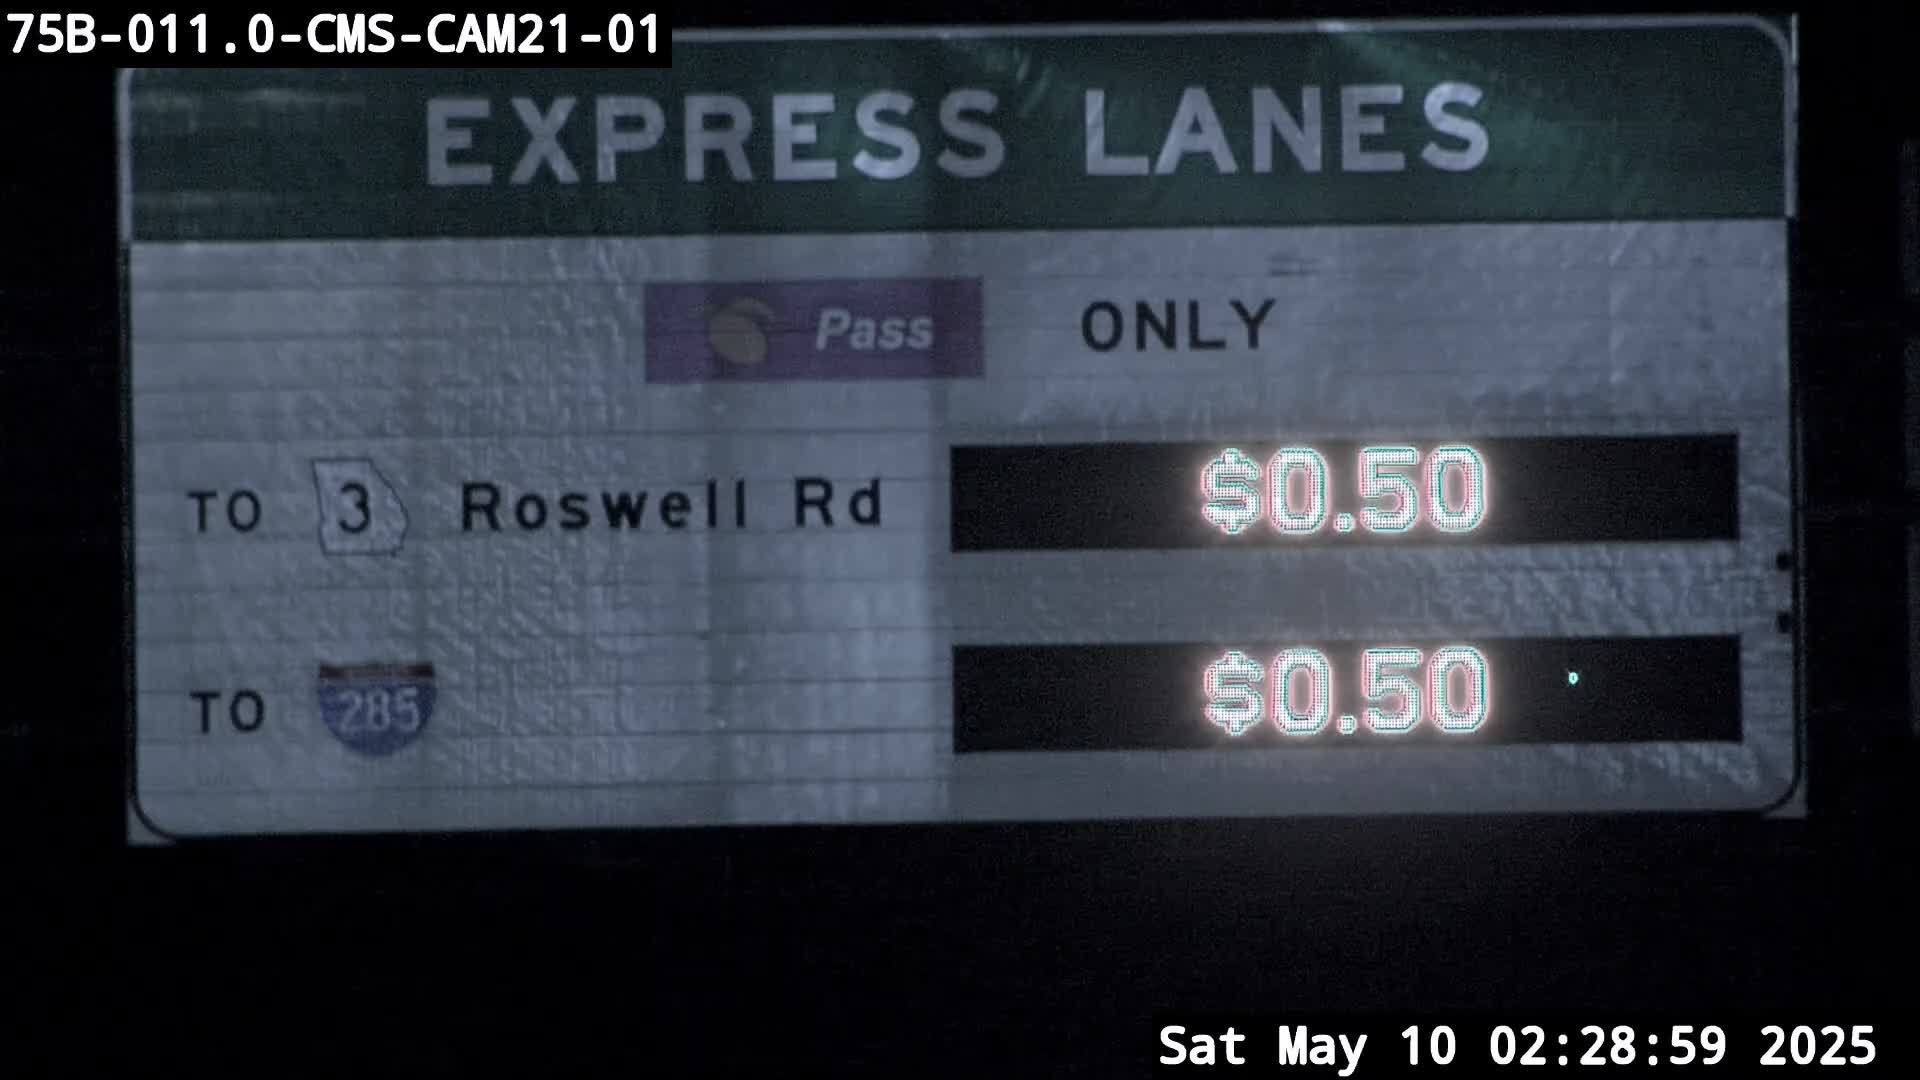 75B-011.0-CMS-CAM21-01
EXPRESS LANES
Pass ONLY
TO 3 Roswell Rd $0.50
TO 285 $0.50
Sat May 10 02:28:59 2025